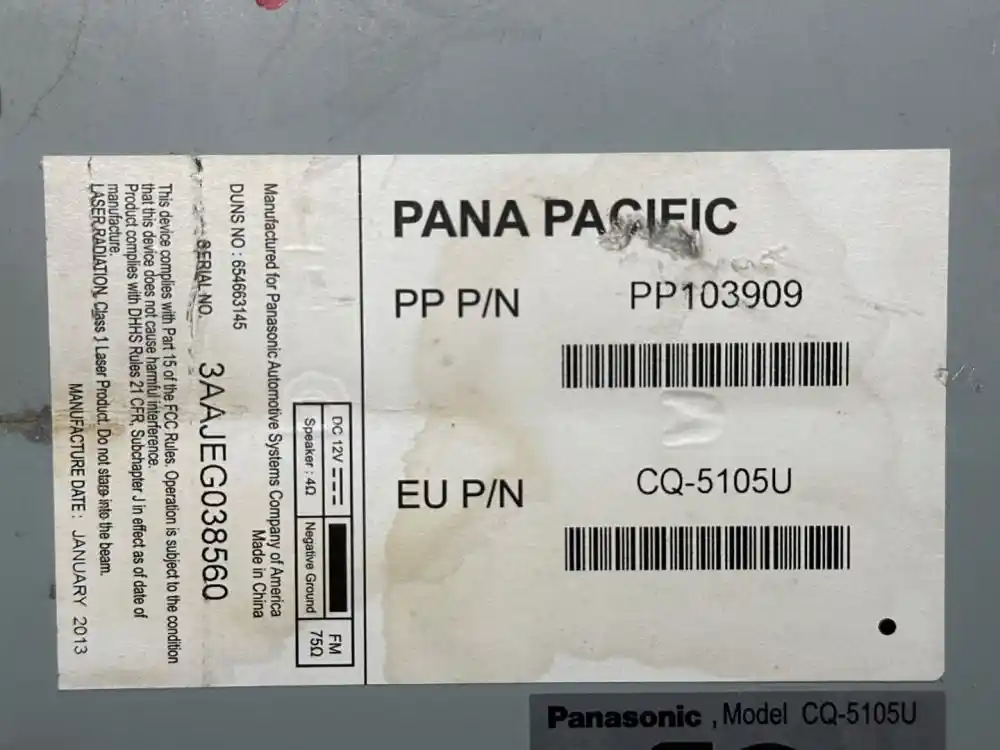 PANA PACIFIC
PP P/N PP103909
EU P/N CQ-5105U
Manufactured for Panasonic Automotive Systems Company of America
Made in China
DUNS NO : 654663145
SERIAL NO. 3AAJEG038560
This device complies with Part 15 of the FCC Rules. Operation is subject to the condition
that this device does not cause harmful interference.
Product complies with DHHS Rules 21 CFR, Subchapter J in effect as of date of
manufacture.
LASER RADIATION, Class 1 Laser Product. Do not stare into the beam.
MANUFACTURE DATE : JANUARY 2013
DC 12V FM
Speaker : 4Ω Negative Ground 75Ω
Panasonic , Model CQ-5105U